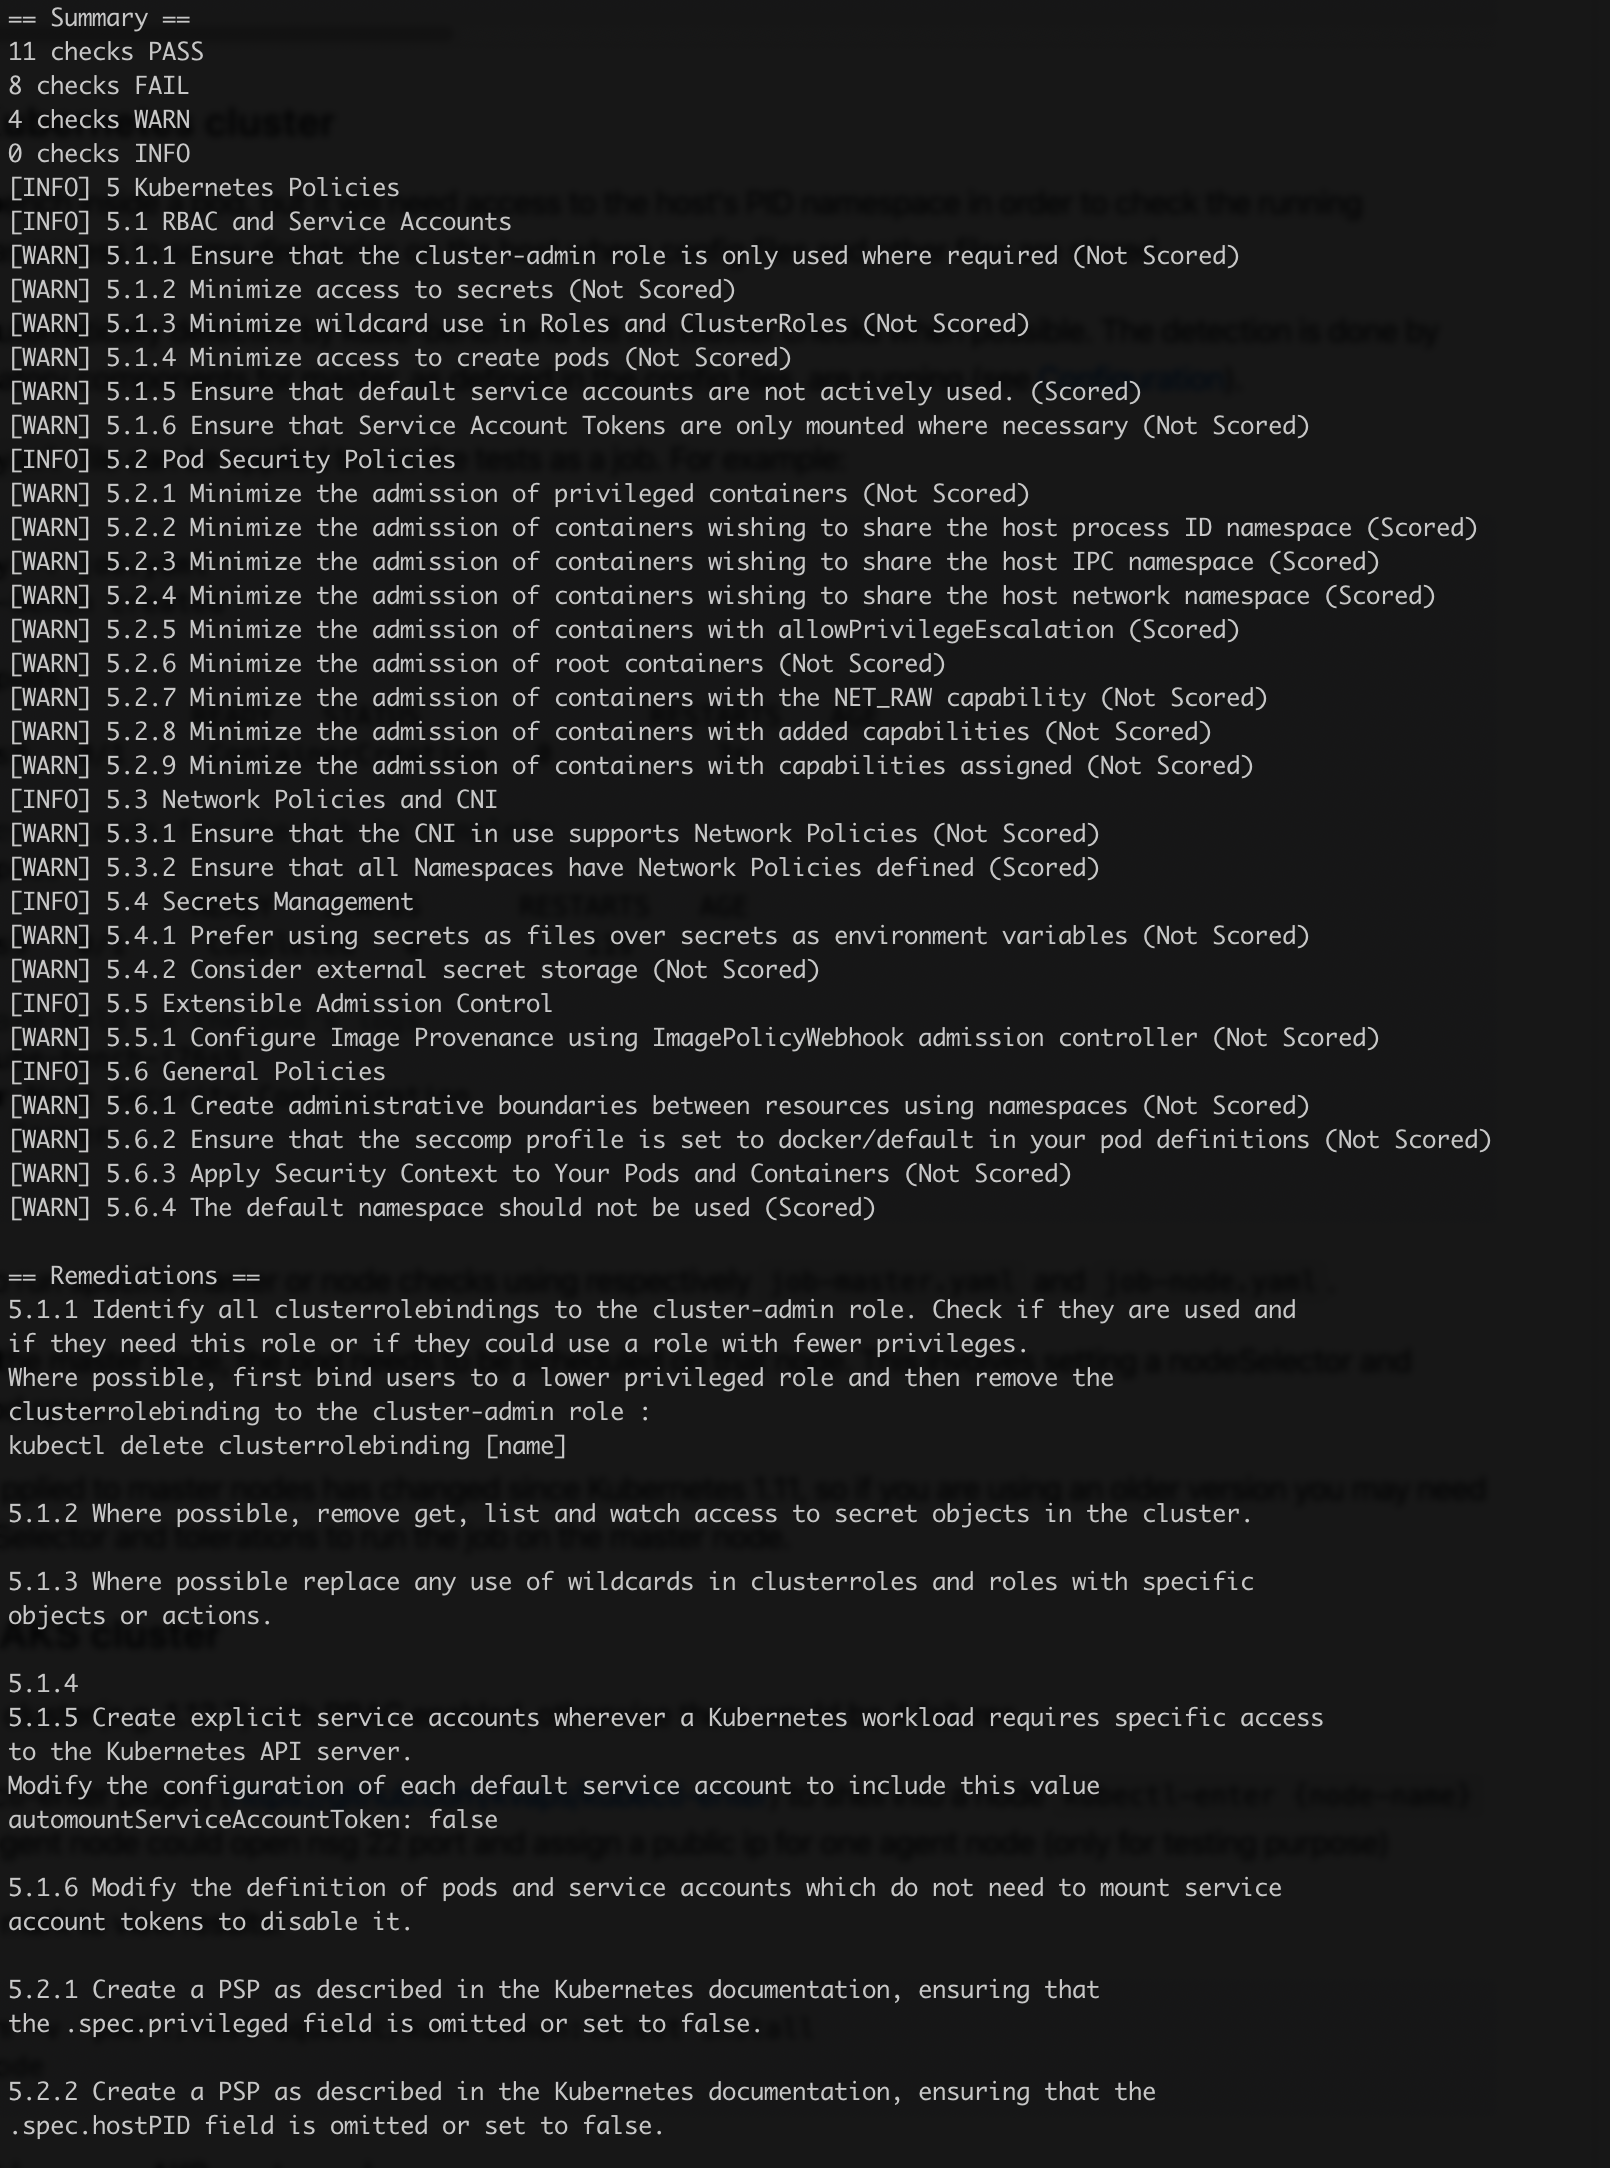 == Summary ==
11 checks PASS
8 checks FAIL
4 checks WARN
0 checks INFO
[INFO] 5 Kubernetes Policies
[INFO] 5.1 RBAC and Service Accounts
[WARN] 5.1.1 Ensure that the cluster-admin role is only used where required (Not Scored)
[WARN] 5.1.2 Minimize access to secrets (Not Scored)
[WARN] 5.1.3 Minimize wildcard use in Roles and ClusterRoles (Not Scored)
[WARN] 5.1.4 Minimize access to create pods (Not Scored)
[WARN] 5.1.5 Ensure that default service accounts are not actively used. (Scored)
[WARN] 5.1.6 Ensure that Service Account Tokens are only mounted where necessary (Not Scored)
[INFO] 5.2 Pod Security Policies
[WARN] 5.2.1 Minimize the admission of privileged containers (Not Scored)
[WARN] 5.2.2 Minimize the admission of containers wishing to share the host process ID namespace (Scored)
[WARN] 5.2.3 Minimize the admission of containers wishing to share the host IPC namespace (Scored)
[WARN] 5.2.4 Minimize the admission of containers wishing to share the host network namespace (Scored)
[WARN] 5.2.5 Minimize the admission of containers with allowPrivilegeEscalation (Scored)
[WARN] 5.2.6 Minimize the admission of root containers (Not Scored)
[WARN] 5.2.7 Minimize the admission of containers with the NET_RAW capability (Not Scored)
[WARN] 5.2.8 Minimize the admission of containers with added capabilities (Not Scored)
[WARN] 5.2.9 Minimize the admission of containers with capabilities assigned (Not Scored)
[INFO] 5.3 Network Policies and CNI
[WARN] 5.3.1 Ensure that the CNI in use supports Network Policies (Not Scored)
[WARN] 5.3.2 Ensure that all Namespaces have Network Policies defined (Scored)
[INFO] 5.4 Secrets Management
[WARN] 5.4.1 Prefer using secrets as files over secrets as environment variables (Not Scored)
[WARN] 5.4.2 Consider external secret storage (Not Scored)
[INFO] 5.5 Extensible Admission Control
[WARN] 5.5.1 Configure Image Provenance using ImagePolicyWebhook admission controller (Not Scored)
[INFO] 5.6 General Policies
[WARN] 5.6.1 Create administrative boundaries between resources using namespaces (Not Scored)
[WARN] 5.6.2 Ensure that the seccomp profile is set to docker/default in your pod definitions (Not Scored)
[WARN] 5.6.3 Apply Security Context to Your Pods and Containers (Not Scored)
[WARN] 5.6.4 The default namespace should not be used (Scored)
== Remediations ==
5.1.1 Identify all clusterrolebindings to the cluster-admin role. Check if they are used and
if they need this role or if they could use a role with fewer privileges.
Where possible, first bind users to a lower privileged role and then remove the
clusterrolebinding to the cluster-admin role :
kubectl delete clusterrolebinding [name]
5.1.2 Where possible, remove get, list and watch access to secret objects in the cluster.
5.1.3 Where possible replace any use of wildcards in clusterroles and roles with specific
objects or actions.
5.1.4
5.1.5 Create explicit service accounts wherever a Kubernetes workload requires specific access
to the Kubernetes API server.
Modify the configuration of each default service account to include this value
automountServiceAccountToken: false
5.1.6 Modify the definition of pods and service accounts which do not need to mount service
account tokens to disable it.
5.2.1 Create a PSP as described in the Kubernetes documentation, ensuring that
the .spec.privileged field is omitted or set to false.
5.2.2 Create a PSP as described in the Kubernetes documentation, ensuring that the
.spec.hostPID field is omitted or set to false.